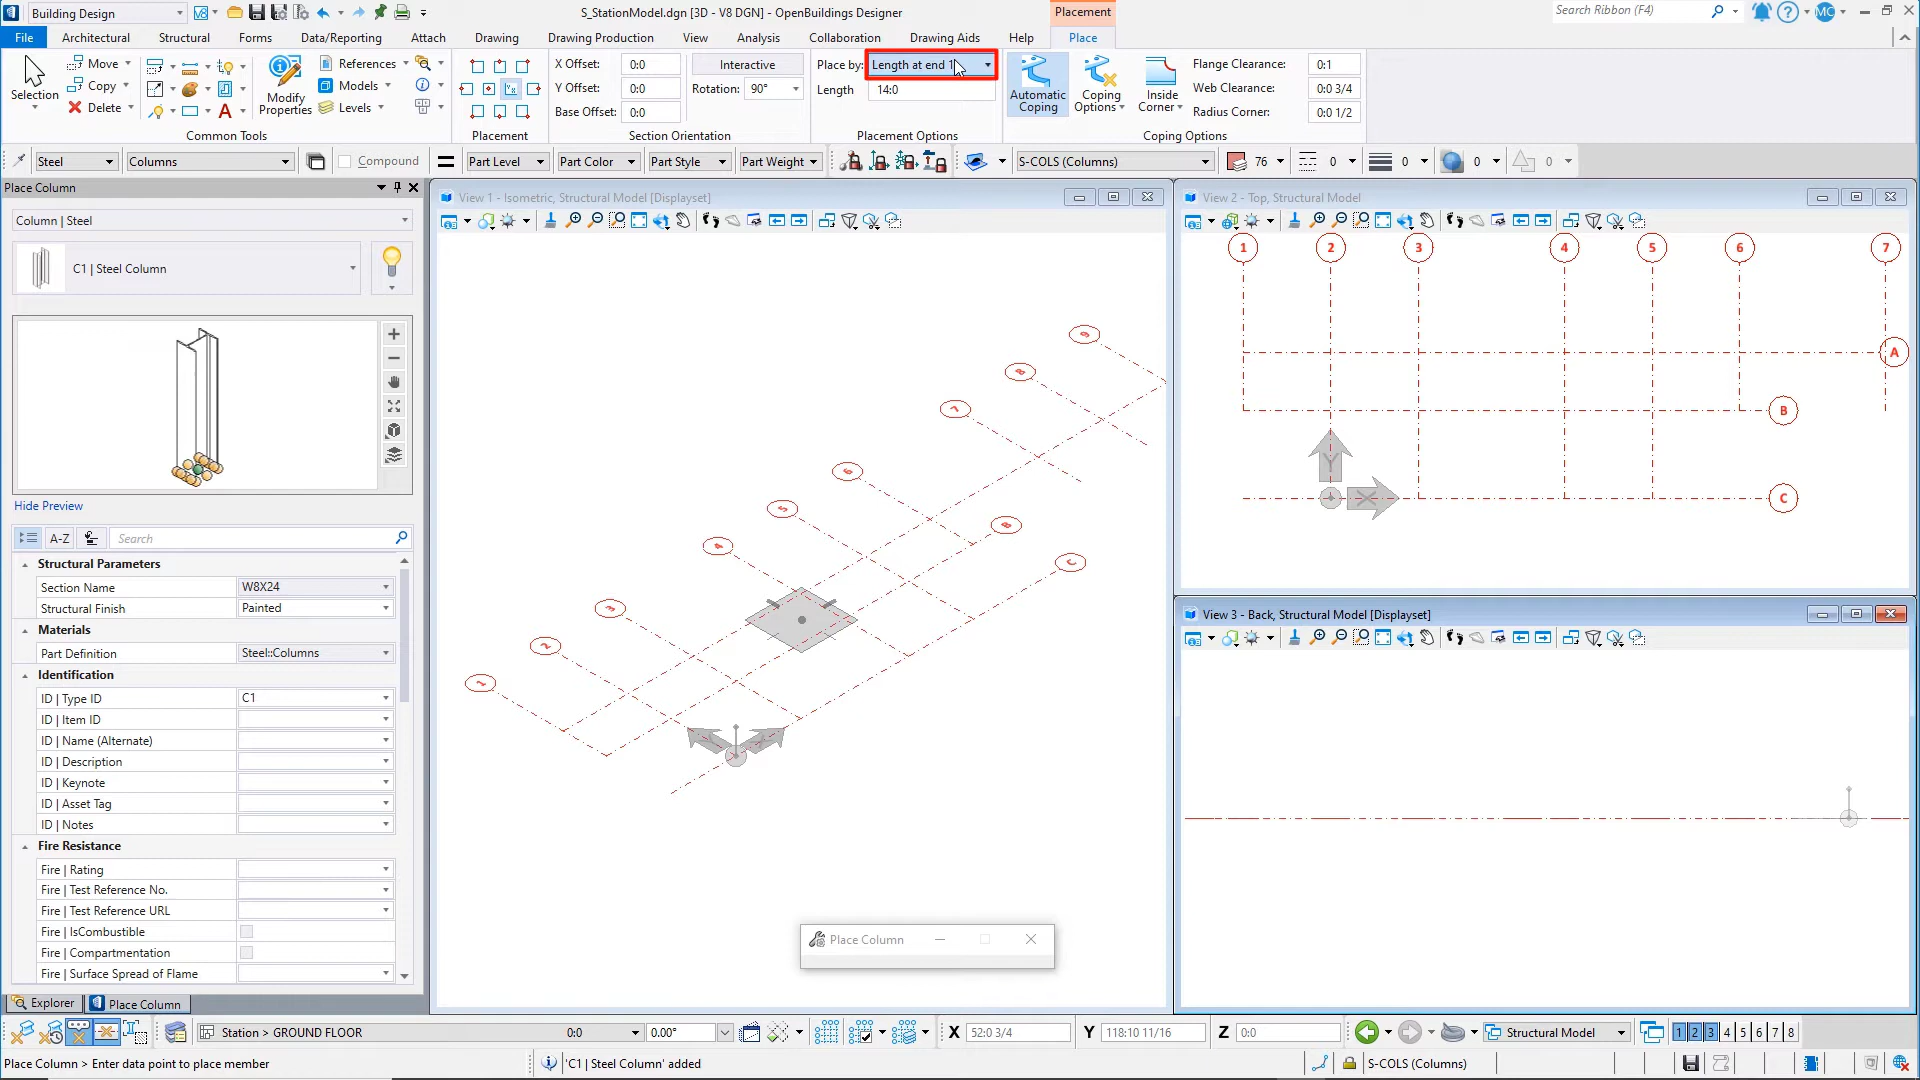 Building Design
S_StationModel.dgn [3D - V8 DGN] - OpenBuildings Designer
Placement
Search Ribbon (F4)
MC
File
Architectural
Structural
Forms
Data/Reporting
Attach
Drawing
Drawing Production
View
Analysis
Collaboration
Drawing Aids
Help
Place
Selection
Move
Copy
Delete
Modify
Properties
References
Models
Levels
Common Tools
Placement
X Offset: 0:0
Y Offset: 0:0
Base Offset: 0:0
Interactive
Rotation: 90°
Section Orientation
Place by: Length at end 1
Length 14:0
Placement Options
Automatic
Coping
Coping
Options
Inside
Corner
Flange Clearance: 0:1
Web Clearance: 0:0 3/4
Radius Corner: 0:0 1/2
Coping Options
Steel
Columns
Compound
Part Level
Part Color
Part Style
Part Weight
S-COLS (Columns)
76
0
0
0
0
Place Column
Column | Steel
C1 | Steel Column
Hide Preview
A-Z
Search
Structural Parameters
Section Name W8X24
Structural Finish Painted
Materials
Part Definition Steel::Columns
Identification
ID | Type ID C1
ID | Item ID
ID | Name (Alternate)
ID | Description
ID | Keynote
ID | Asset Tag
ID | Notes
Fire Resistance
Fire | Rating
Fire | Test Reference No.
Fire | Test Reference URL
Fire | IsCombustible
Fire | Compartmentation
Fire | Surface Spread of Flame
Explorer
Place Column
View 1 - Isometric, Structural Model [Displayset]
9
8
7
6
5
4
3
2
1
B
C
Place Column
View 2 - Top, Structural Model
1
2
3
4
5
6
7
A
B
C
Y
X
View 3 - Back, Structural Model [Displayset]
Station > GROUND FLOOR 0:0
0.00°
X 52:0 3/4
Y 118:10 11/16
Z 0:0
Structural Model
1 2 3 4 5 6 7 8
Place Column > Enter data point to place member
'C1 | Steel Column' added
S-COLS (Columns)